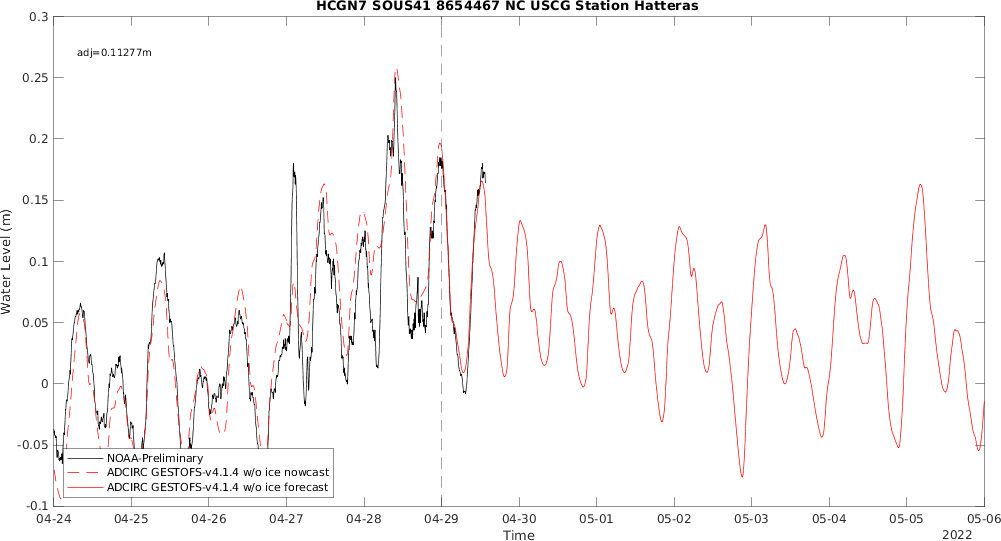 HCGN7 SOUS41 8654467 NC USCG Station Hatteras
adj=0.11277m
0.3
0.25
0.2
0.15
0.1
0.05
0
-0.05
-0.1
Water Level (m)
NOAA-Preliminary
ADCIRC GESTOFS-v4.1.4 w/o ice nowcast
ADCIRC GESTOFS-v4.1.4 w/o ice forecast
04-24 04-25 04-26 04-27 04-28 04-29 04-30 05-01 05-02 05-03 05-04 05-05 05-06
Time
2022